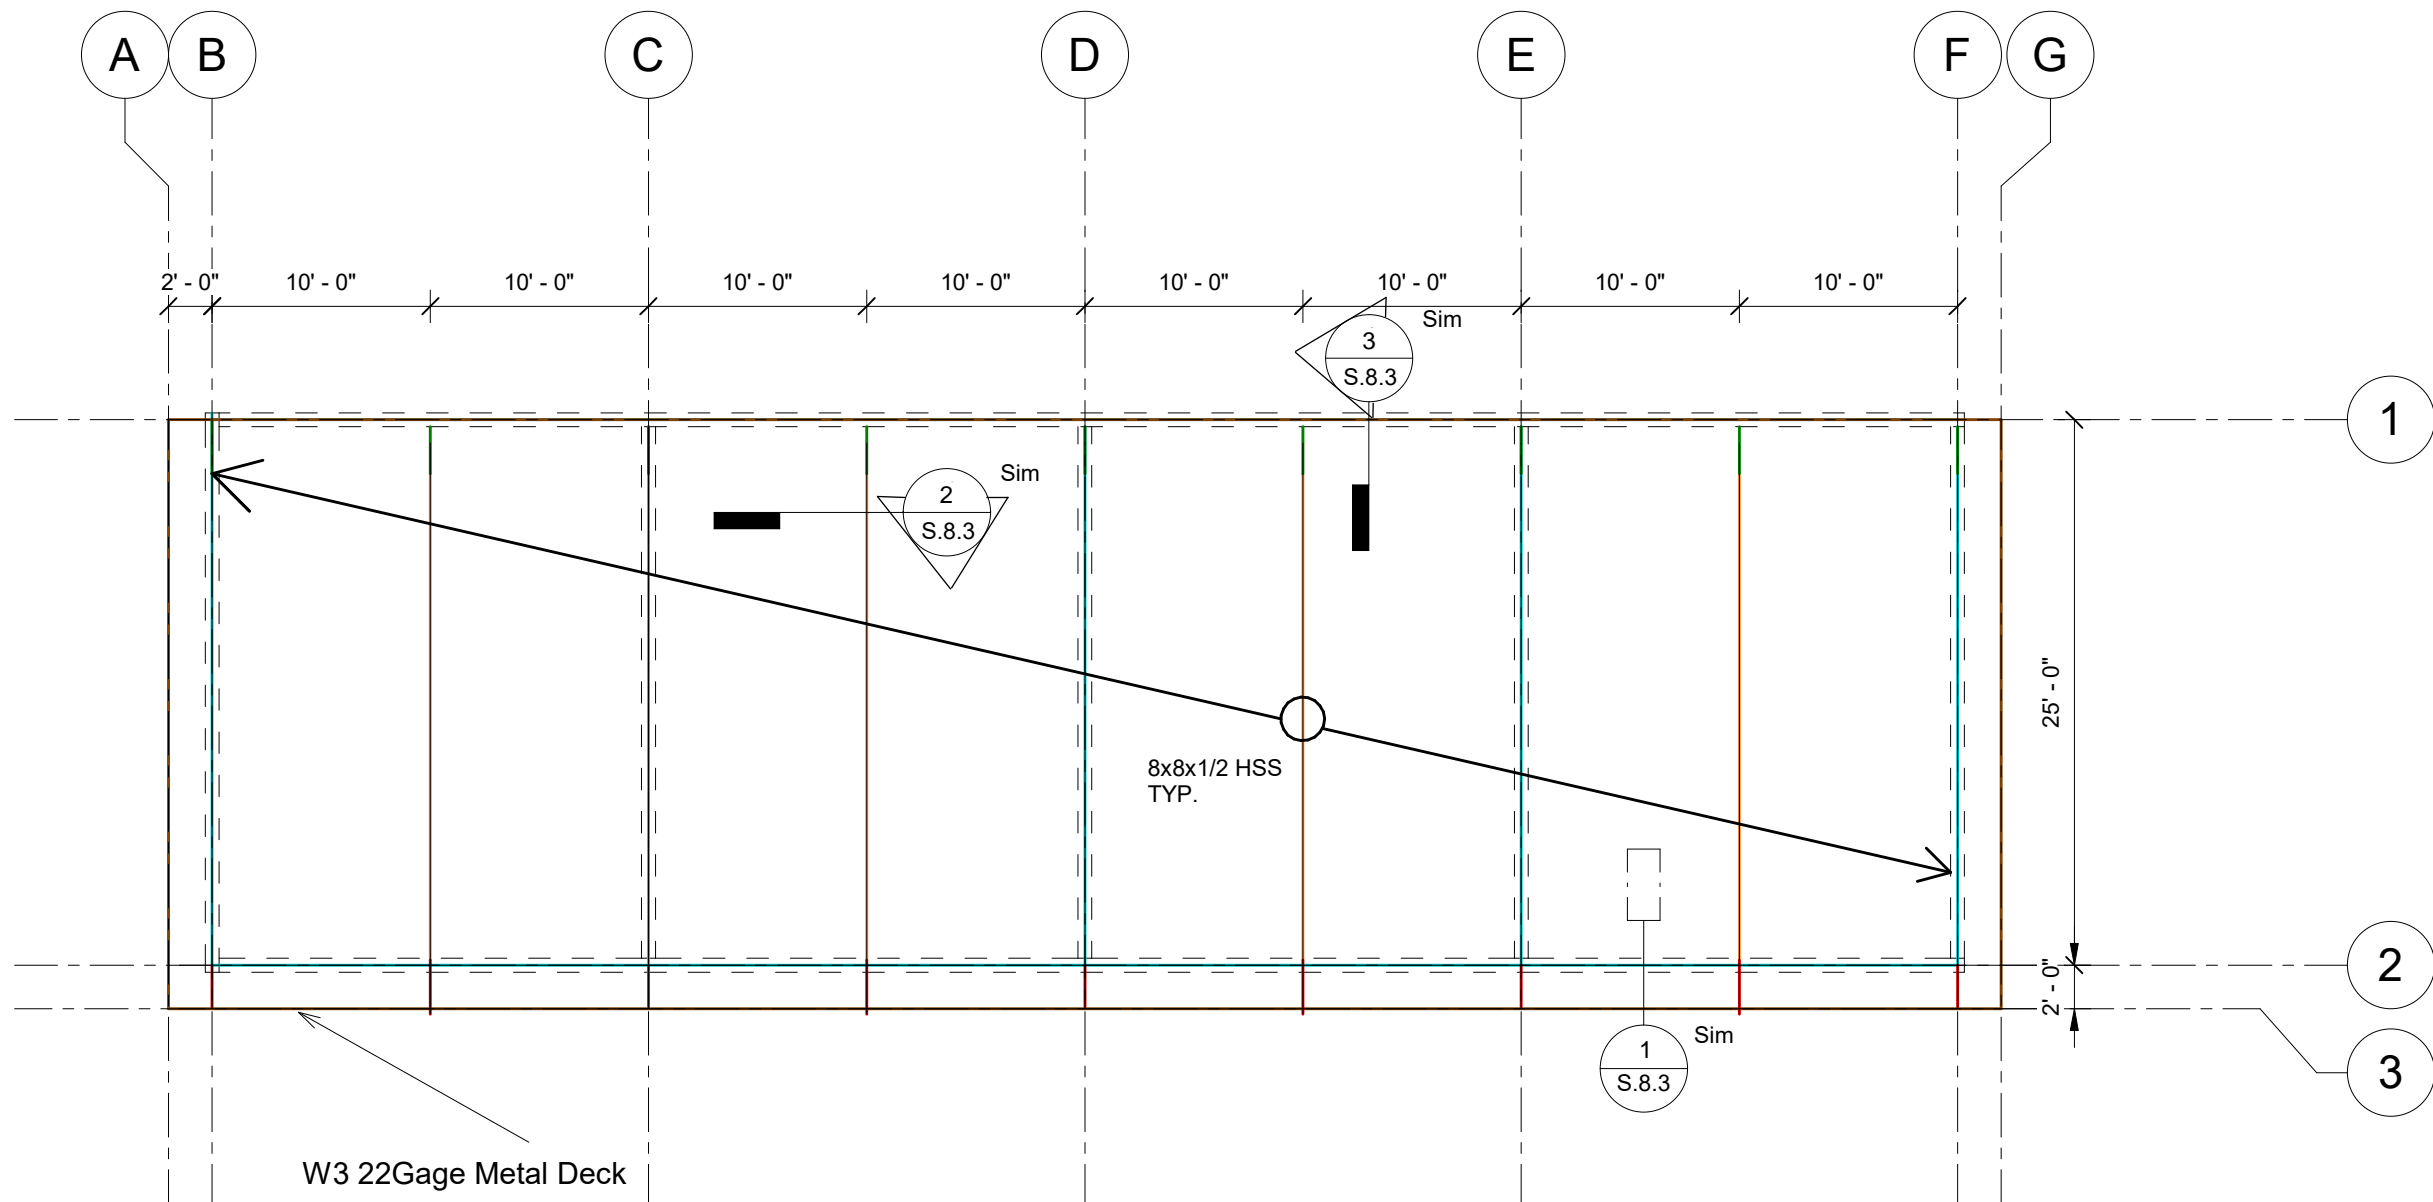 A
B
C
D
E
F
G
2' - 0"
10' - 0"
10' - 0"
10' - 0"
10' - 0"
10' - 0"
10' - 0"
10' - 0"
10' - 0"
Sim
3
S.8.3
1
Sim
2
S.8.3
25' - 0"
8x8x1/2 HSS
TYP.
2
2' - 0"
Sim
1
S.8.3
3
W3 22Gage Metal Deck